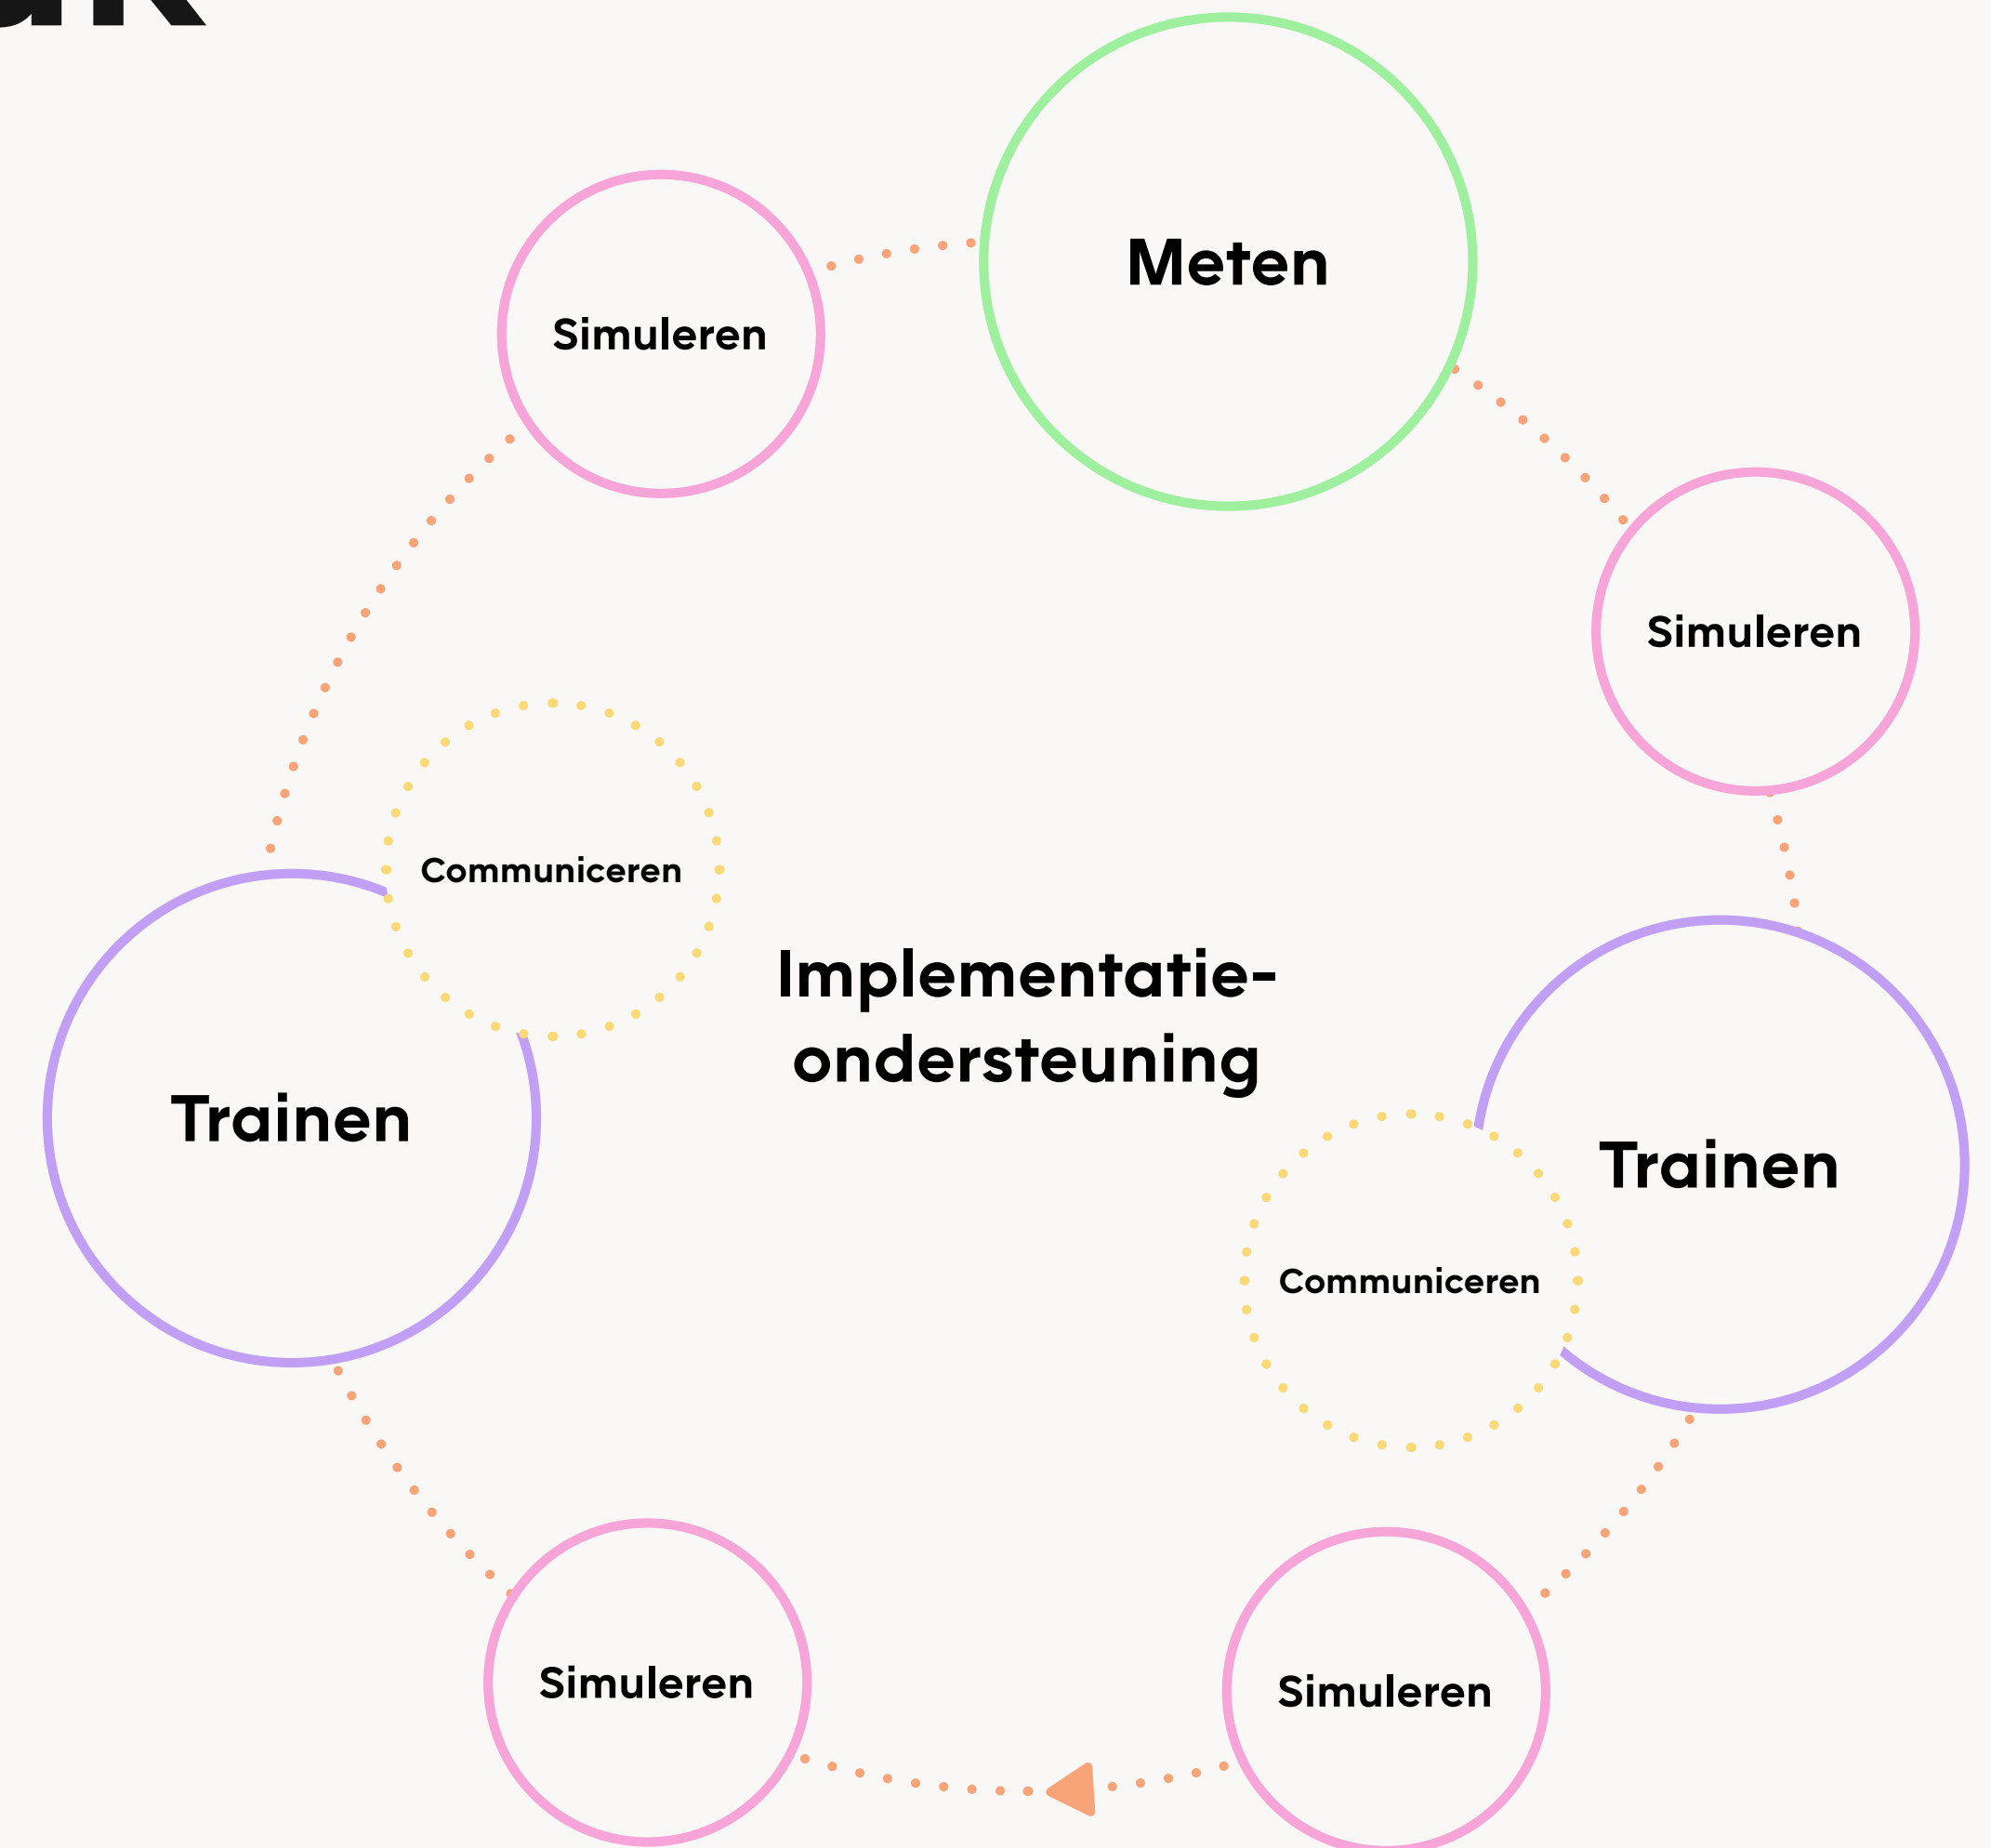 Meten
Simuleren
Simuleren
Communiceren
Implementatie-
ondersteuning
Trainen
Trainen
Communiceren
Simuleren
Simuleren